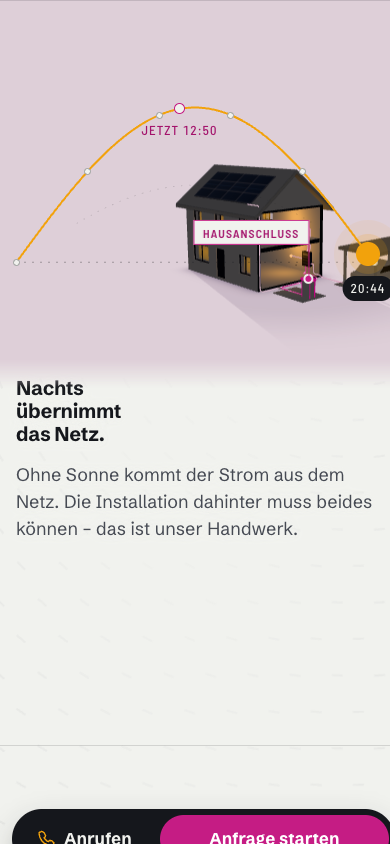 JETZT 12:50
HAUSANSCHLUSS
20:44
Nachts
übernimmt
das Netz.
Ohne Sonne kommt der Strom aus dem
Netz. Die Installation dahinter muss beides
können – das ist unser Handwerk.
Anrufen
Anfrage starten